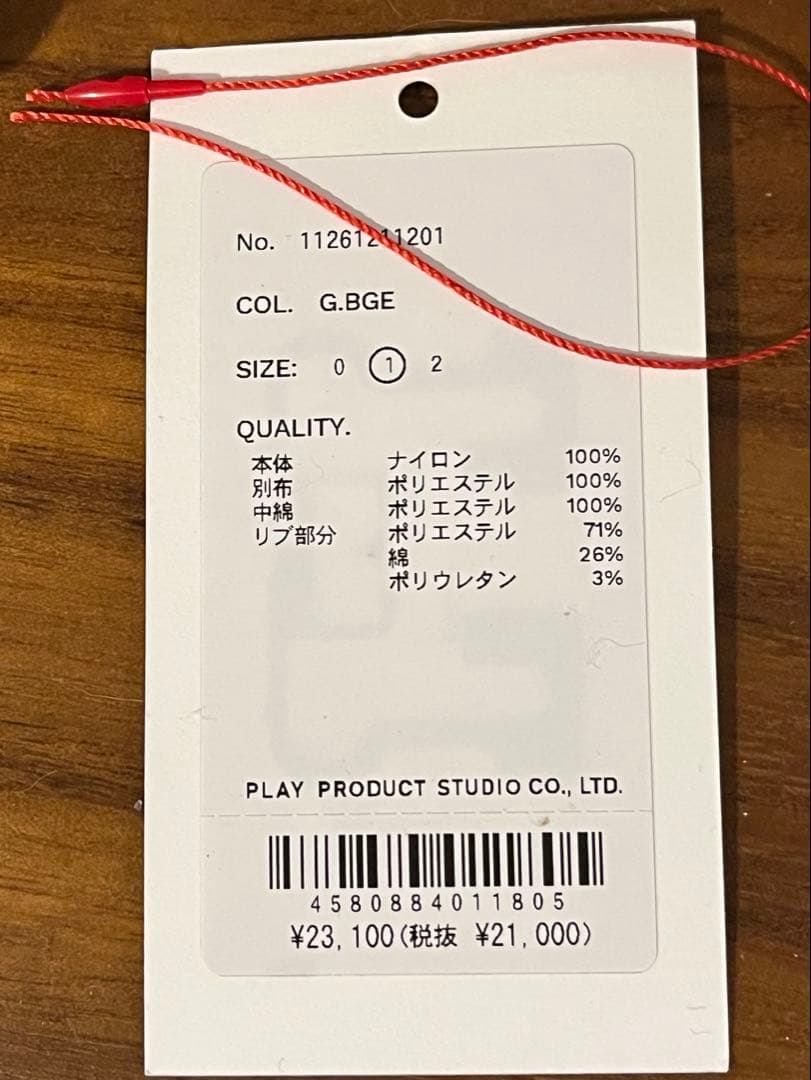 No. 11261211201
COL. G.BGE
SIZE: 0 1 2
QUALITY.
本体 ナイロン 100%
別布 ポリエステル 100%
中綿 ポリエステル 100%
リブ部分 ポリエステル 71%
綿 26%
ポリウレタン 3%
PLAY PRODUCT STUDIO CO., LTD.
4580884011805
¥23,100(税抜 ¥21,000)